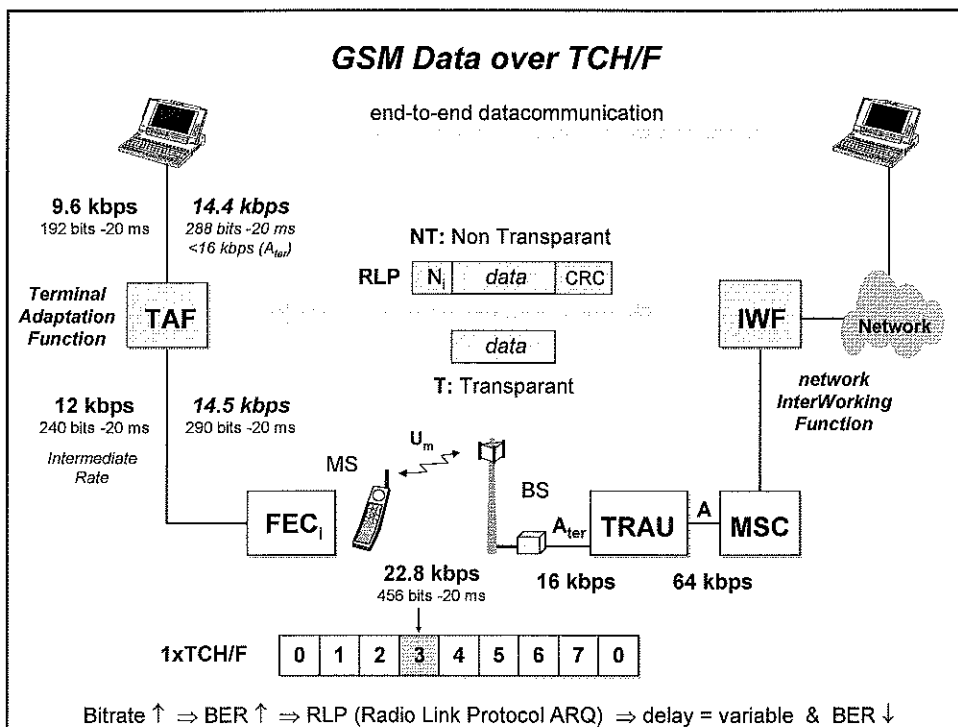 GSM Data over TCH/F
end-to-end datacommunication
9.6 kbps
192 bits -20 ms
14.4 kbps
288 bits -20 ms
<16 kbps (Ater)
NT: Non Transparant
RLP Ni data CRC
Terminal
Adaptation
Function
TAF
IWF
Network
data
T: Transparant
network
InterWorking
Function
12 kbps
240 bits -20 ms
Intermediate
Rate
14.5 kbps
290 bits -20 ms
Um
MS
BS
FECi
Ater
TRAU
A
MSC
22.8 kbps
456 bits -20 ms
16 kbps
64 kbps
1xTCH/F 0 1 2 3 4 5 6 7 0
Bitrate ↑ ⇒ BER ↑ ⇒ RLP (Radio Link Protocol ARQ) ⇒ delay = variable & BER ↓